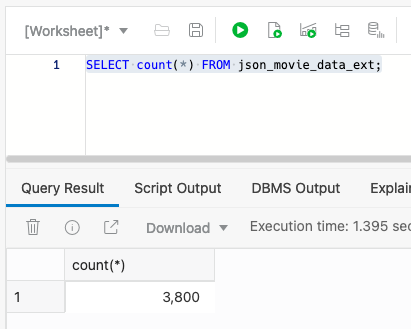 [Worksheet]*
1 SELECT count(*) FROM json_movie_data_ext;
Query Result Script Output DBMS Output Explai
Download Execution time: 1.395 sec
count(*)
1 3,800